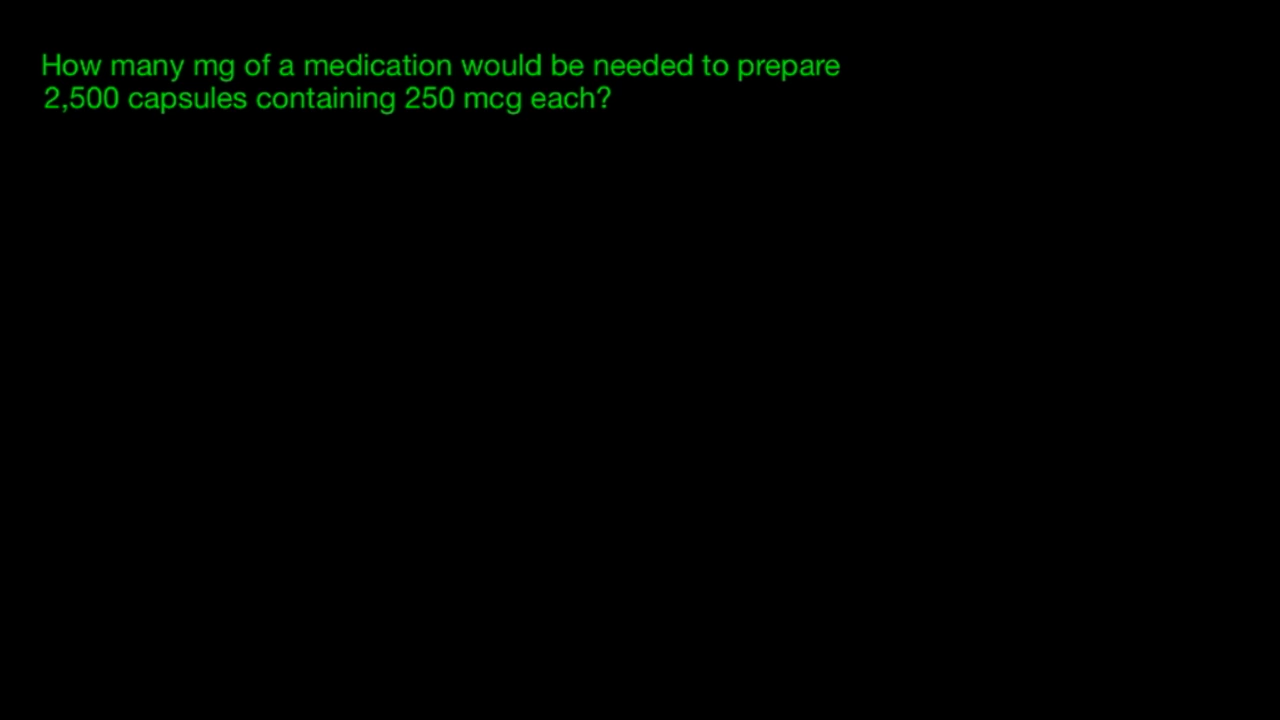 How many mg of a medication would be needed to prepare
2,500 capsules containing 250 mcg each?